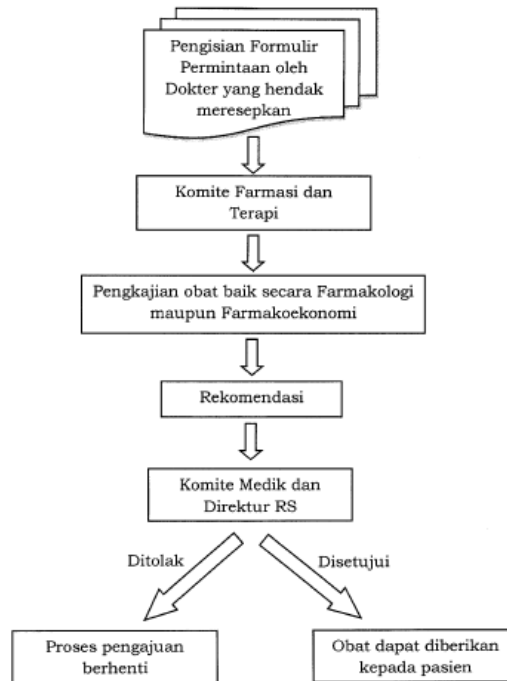 Pengisian Formulir
Permintaan oleh
Dokter yang hendak
meresepkan
Komite Farmasi dan
Terapi
Pengkajian obat baik secara Farmakologi
maupun Farmakoekonomi
Rekomendasi
Komite Medik dan
Direktur RS
Ditolak
Disetujui
Proses pengajuan
berhenti
Obat dapat diberikan
kepada pasien